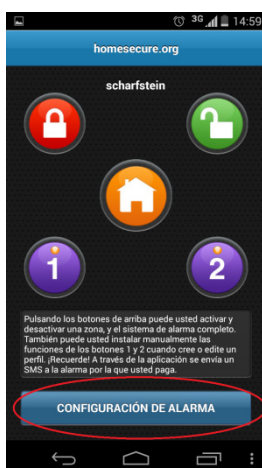 3G 14:59
homesecure.org
scharfstein
1 2
Pulsando los botones de arriba puede usted activar y
desactivar una zona, y el sistema de alarma completo.
También puede usted instalar manualmente las
funciones de los botones 1 y 2 cuando cree o edite un
perfil. ¡Recuerde! A través de la aplicación se envía un
SMS a la alarma por la que usted paga.
CONFIGURACIÓN DE ALARMA